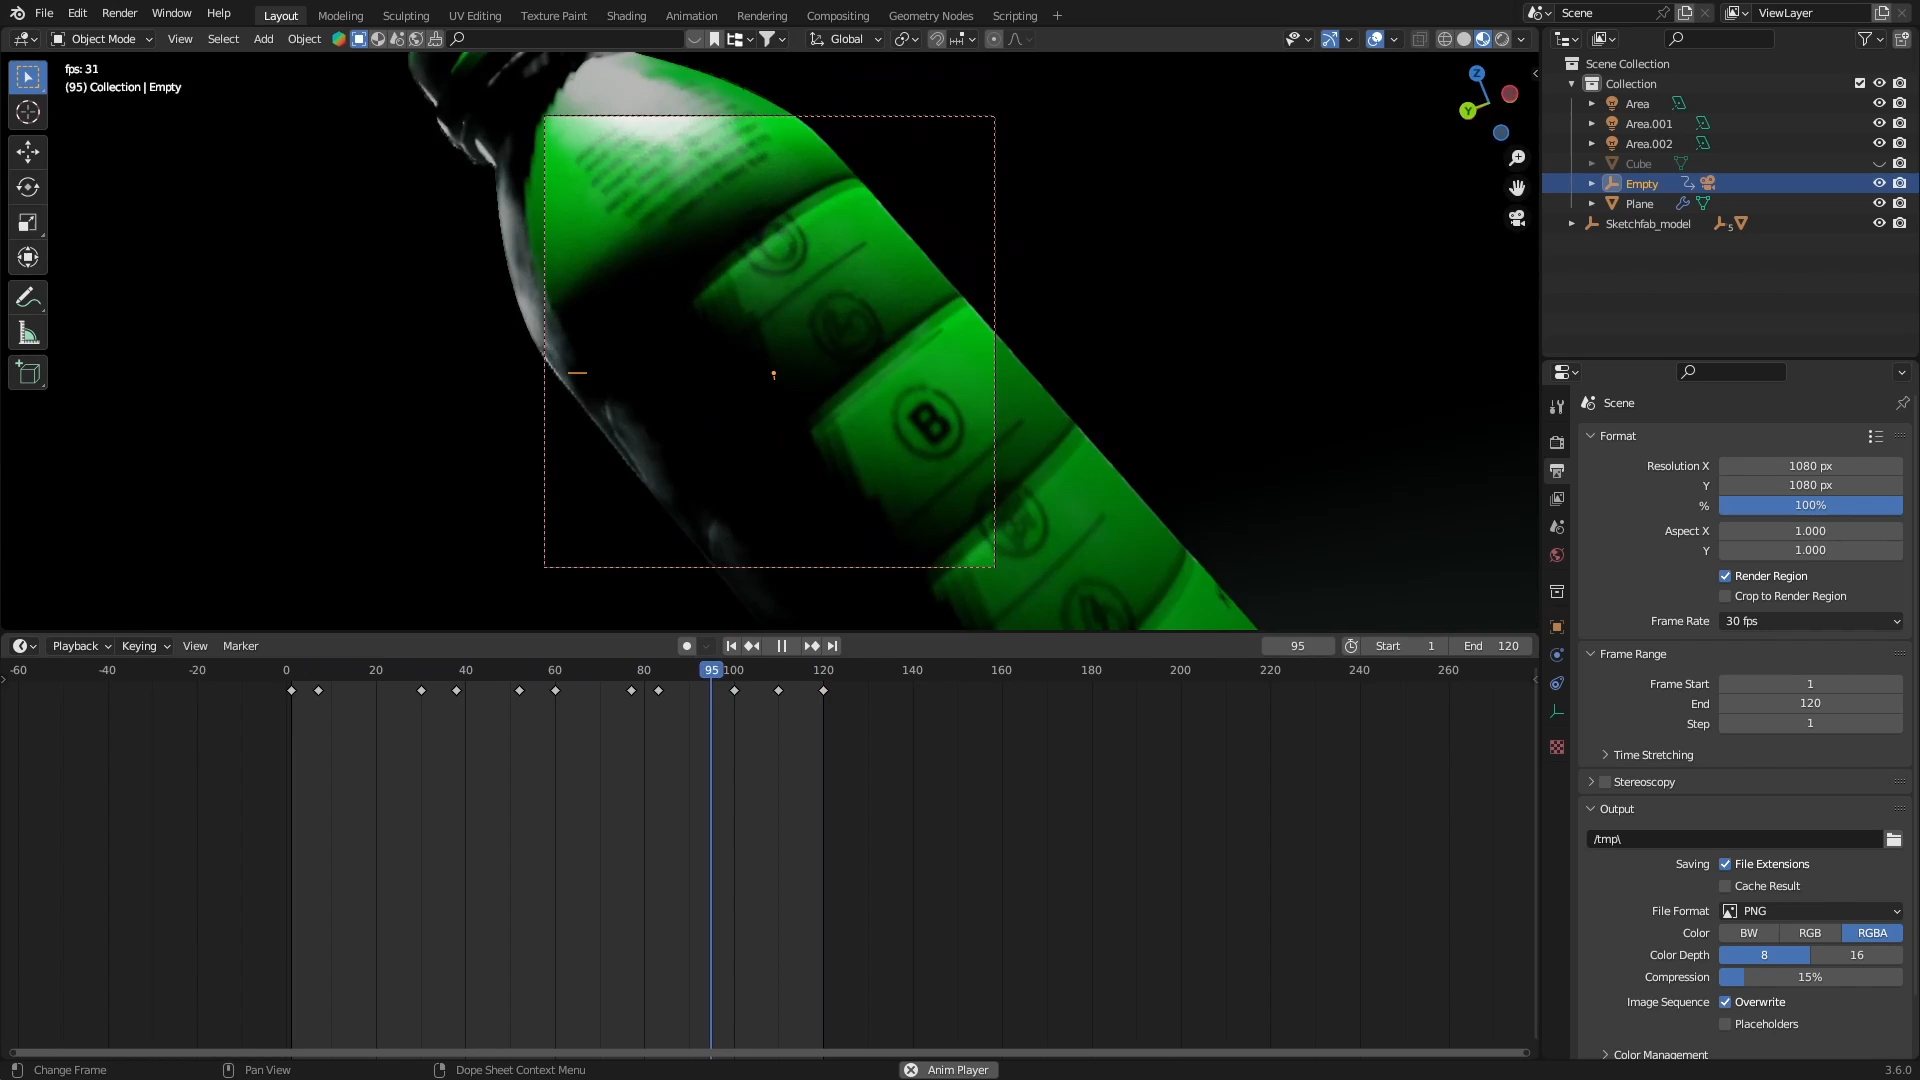 File Edit Render Window Help
Layout Modeling Sculpting UV Editing Texture Paint Shading Animation Rendering Compositing Geometry Nodes Scripting +
Scene
ViewLayer
Object Mode View Select Add Object
Global
fps: 31
(95) Collection | Empty
Z
Y
B
Scene Collection
Collection
Area
Area.001
Area.002
Cube
Empty
Plane
Sketchfab_model
5
Scene
Format
Resolution X 1080 px
Y 1080 px
% 100%
Aspect X 1.000
Y 1.000
Render Region
Crop to Render Region
Frame Rate 30 fps
Frame Range
Frame Start 1
End 120
Step 1
Time Stretching
Stereoscopy
Output
/tmp\
Saving File Extensions
Cache Result
File Format PNG
Color BW RGB RGBA
Color Depth 8 16
Compression 15%
Image Sequence Overwrite
Placeholders
Color Management
Playback Keying View Marker
95 Start 1 End 120
-60 -40 -20 0 20 40 60 80 95 100 120 140 160 180 200 220 240 260
Change Frame Pan View Dope Sheet Context Menu Anim Player 3.6.0